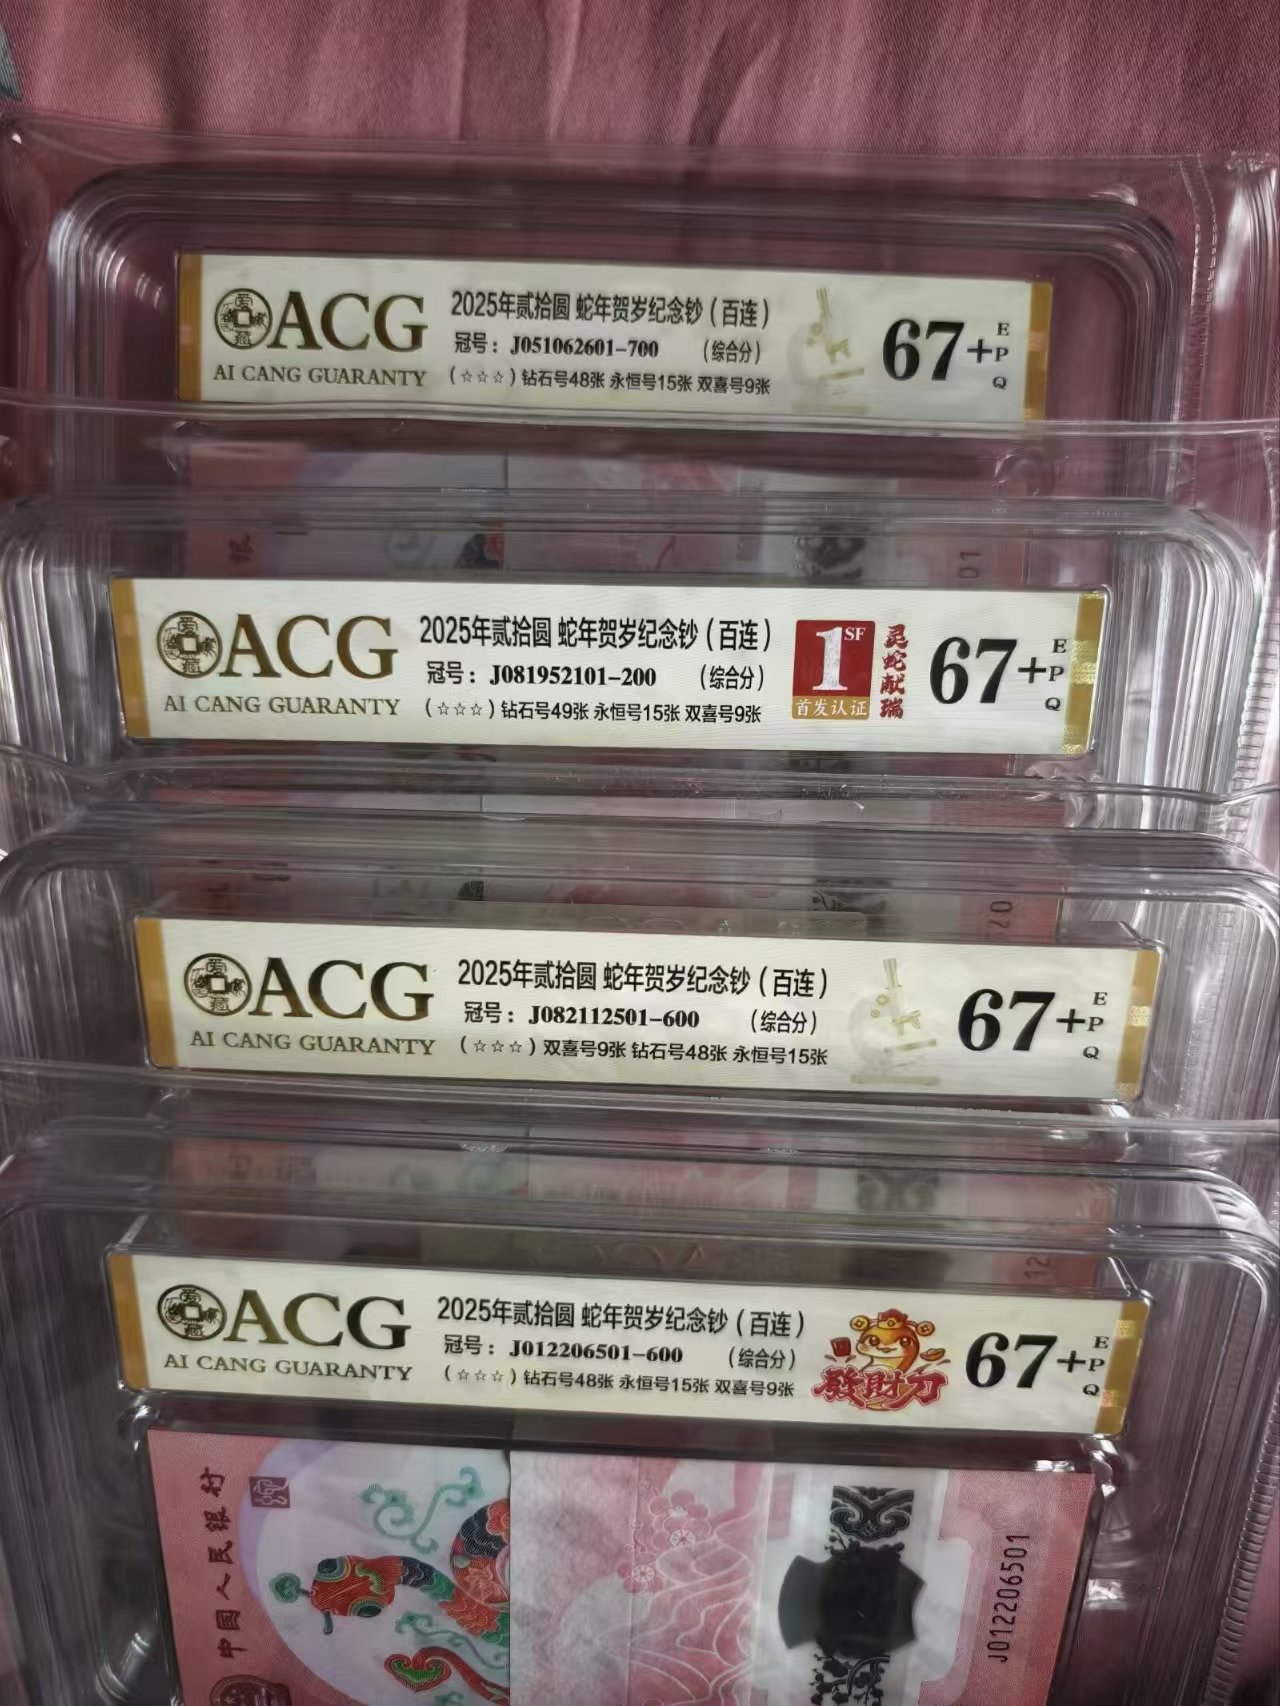 ACG
AI CANG GUARANTY
2025年贰拾圆 蛇年贺岁纪念钞（百连）
冠号：J051062601-700 （综合分）
（☆☆☆）钻石号48张 永恒号15张 双喜号9张
67+
EPQ
01
ACG
AI CANG GUARANTY
2025年贰拾圆 蛇年贺岁纪念钞（百连）
冠号：J081952101-200 （综合分）
（☆☆☆）钻石号49张 永恒号15张 双喜号9张
1SF
首发认证
灵蛇献瑞
67+
EPQ
ACG
AI CANG GUARANTY
2025年贰拾圆 蛇年贺岁纪念钞（百连）
冠号：J082112501-600 （综合分）
（☆☆☆）双喜号9张 钻石号48张 永恒号15张
67+
EPQ
ACG
AI CANG GUARANTY
2025年贰拾圆 蛇年贺岁纪念钞（百连）
冠号：J012206501-600 （综合分）
（☆☆☆）钻石号48张 永恒号15张 双喜号9张
發財了
67+
EPQ
中国人民银行
J012206501